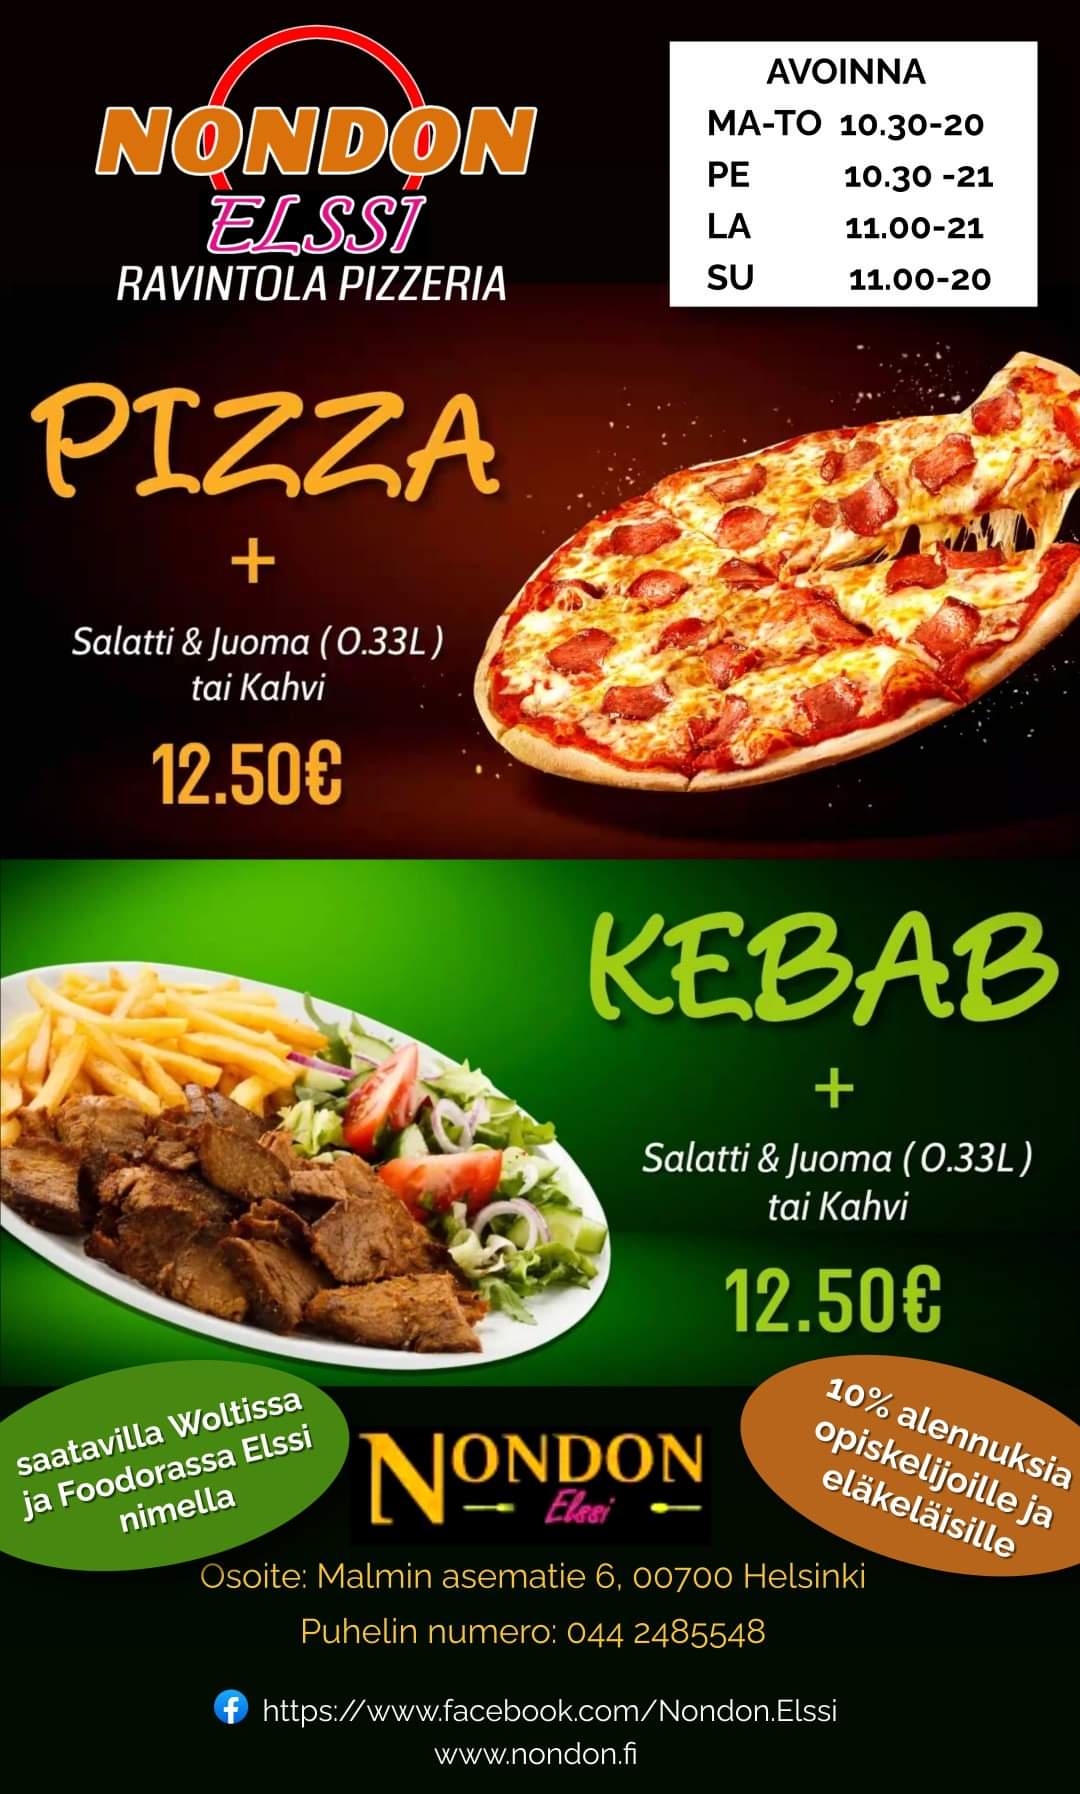 NONDON
ELSSI
RAVINTOLA PIZZERIA
AVOINNA
MA-TO 10.30-20
PE 10.30 -21
LA 11.00-21
SU 11.00-20
PIZZA
+
Salatti & Juoma ( 0.33L )
tai Kahvi
12.50€
KEBAB
+
Salatti & Juoma ( 0.33L )
tai Kahvi
12.50€
saatavilla Woltissa
ja Foodorassa Elssi
nimella
NONDON
Elssi
10% alennuksia
opiskelijoille ja
eläkeläisille
Osoite: Malmin asematie 6, 00700 Helsinki
Puhelin numero: 044 2485548
https://www.facebook.com/Nondon.Elssi
www.nondon.fi